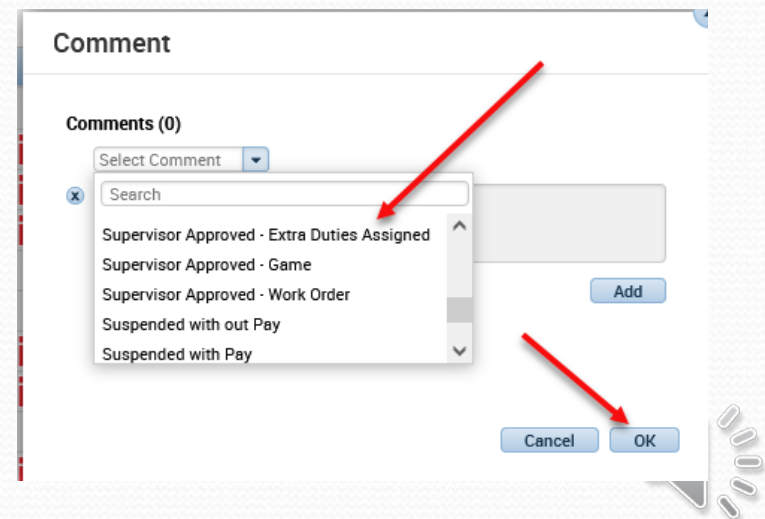 Comment
Comments (0)
Select Comment
x
Search
Supervisor Approved - Extra Duties Assigned
Supervisor Approved - Game
Supervisor Approved - Work Order
Suspended with out Pay
Suspended with Pay
Add
Cancel OK